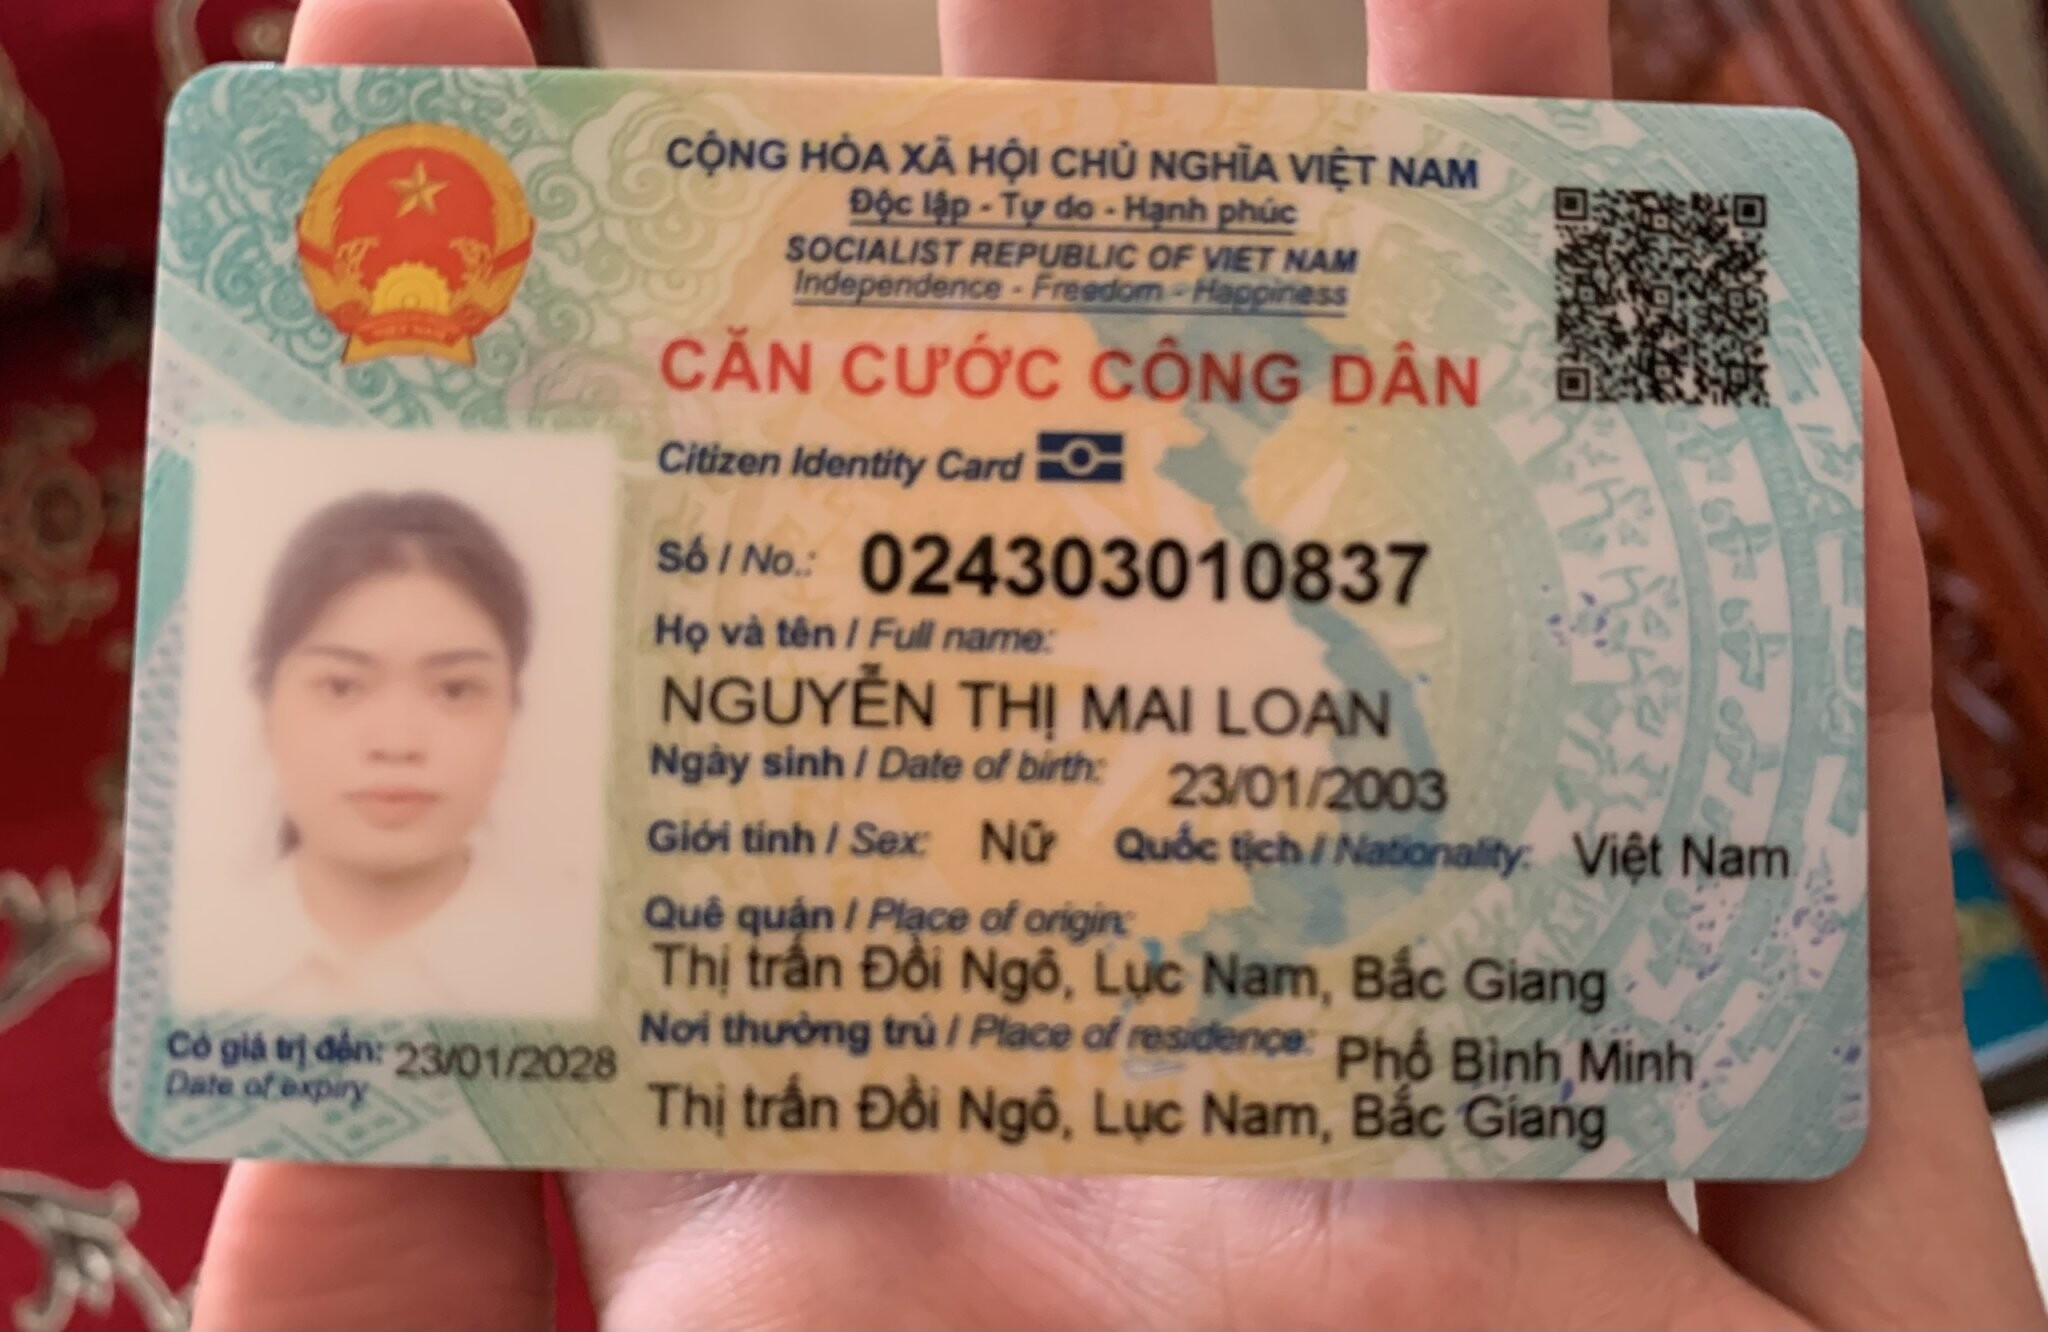 CỘNG HÒA XÃ HỘI CHỦ NGHĨA VIỆT NAM
Độc lập - Tự do - Hạnh phúc
SOCIALIST REPUBLIC OF VIET NAM
Independence - Freedom - Happiness
CĂN CƯỚC CÔNG DÂN
Citizen Identity Card
Số / No.: 024303010837
Họ và tên / Full name:
NGUYỄN THỊ MAI LOAN
Ngày sinh / Date of birth: 23/01/2003
Giới tính / Sex: Nữ Quốc tịch / Nationality: Việt Nam
Quê quán / Place of origin:
Thị trấn Đồi Ngô, Lục Nam, Bắc Giang
Nơi thường trú / Place of residence: Phố Bình Minh
Thị trấn Đồi Ngô, Lục Nam, Bắc Giang
Có giá trị đến: 23/01/2028
Date of expiry